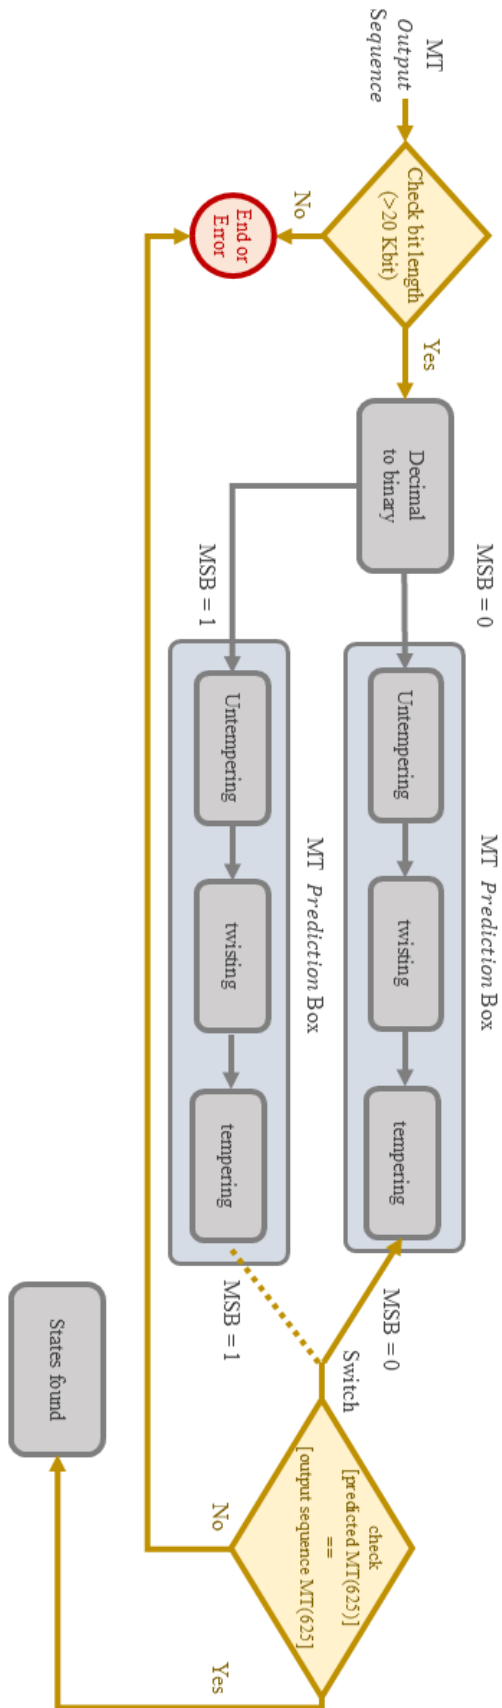 MT
Output
Sequence
Check bit length
(>20 Kbit)
No
End or
Error
Yes
Decimal
to binary
MSB = 0
MSB = 1
MT Prediction Box
Untempering
twisting
tempering
MT Prediction Box
Untempering
twisting
tempering
MSB = 0
Switch
MSB = 1
check
[predicted MT(625)]
==
[output sequence MT(625]
No
Yes
States found